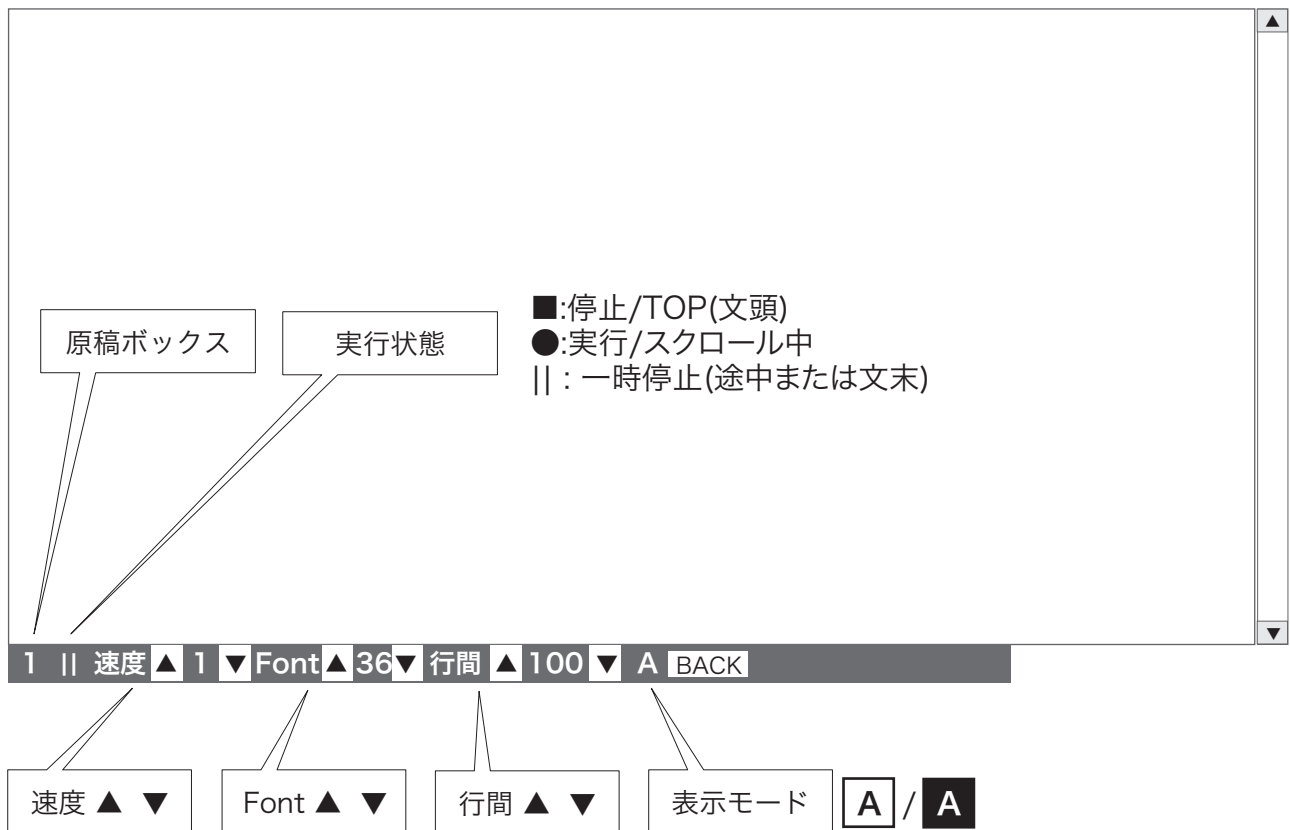 ▲
■:停止/TOP(文頭)
●:実行/スクロール中
|| : 一時停止(途中または文末)
原稿ボックス
実行状態
▼
1 || 速度 ▲ 1 ▼ Font ▲ 36 ▼ 行間 ▲ 100 ▼ A BACK
速度 ▲ ▼
Font ▲ ▼
行間 ▲ ▼
表示モード
A / A